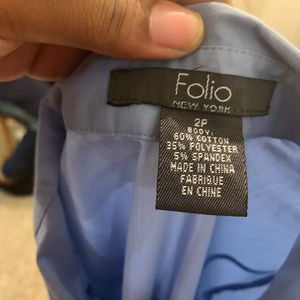 Folio
NEW YORK
2P
BODY
60% COTTON
35% POLYESTER
5% SPANDEX
MADE IN CHINA
FABRIQUE
EN CHINE